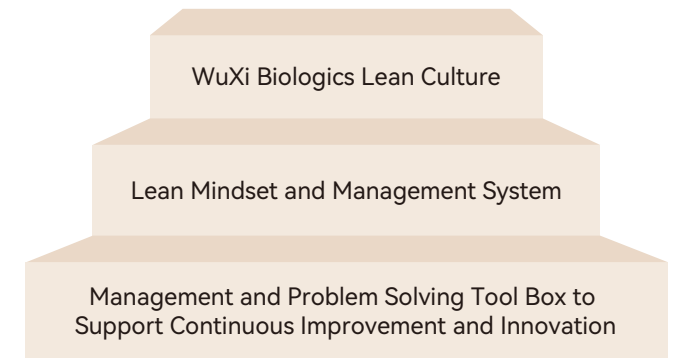 WuXi Biologics Lean Culture
Lean Mindset and Management System
Management and Problem Solving Tool Box to
Support Continuous Improvement and Innovation